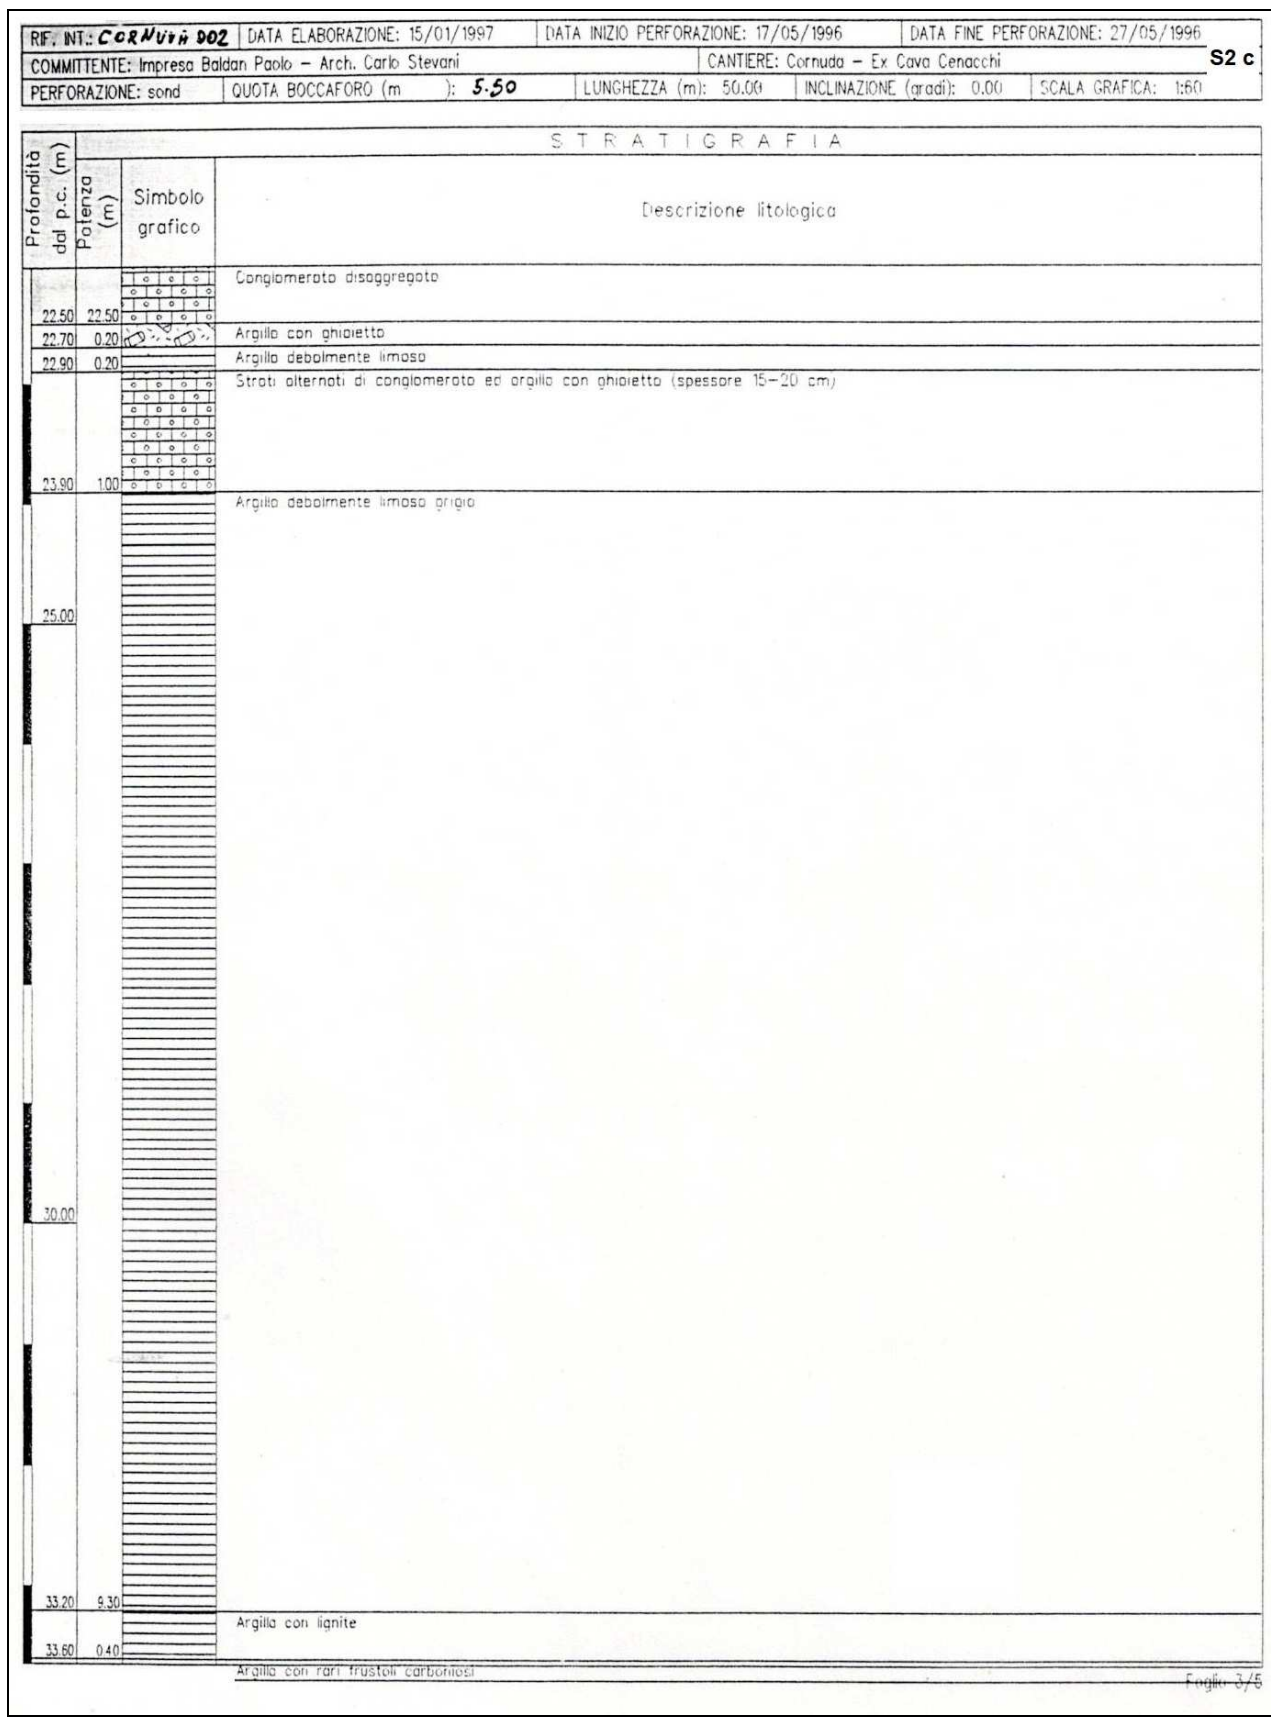 RIF. INT.: CORNUDA D02 DATA ELABORAZIONE: 15/01/1997 DATA INIZIO PERFORAZIONE: 17/05/1996 DATA FINE PERFORAZIONE: 27/05/1996
COMMITTENTE: Impresa Baldan Paolo – Arch. Carlo Stevani CANTIERE: Cornuda – Ex Cava Cenacchi S2 c
PERFORAZIONE: sond QUOTA BOCCAFORO (m ): 5.50 LUNGHEZZA (m): 50.00 INCLINAZIONE (gradi): 0.00 SCALA GRAFICA: 1:60
STRATIGRAFIA
Profondità dal p.c. (m)
Potenza (m)
Simbolo grafico
Descrizione litologica
Conglomerato disaggregato
22.50 22.50
Argilla con ghiaietto
22.70 0.20
Argilla debolmente limosa
22.90 0.20
Strati alternati di conglomerato ed argilla con ghiaietto (spessore 15–20 cm)
23.90 1.00
Argilla debolmente limosa grigia
25.00
30.00
33.20 9.30
Argilla con lignite
33.60 0.40
Argilla con rari frustoli carboniosi
Foglio 3/5